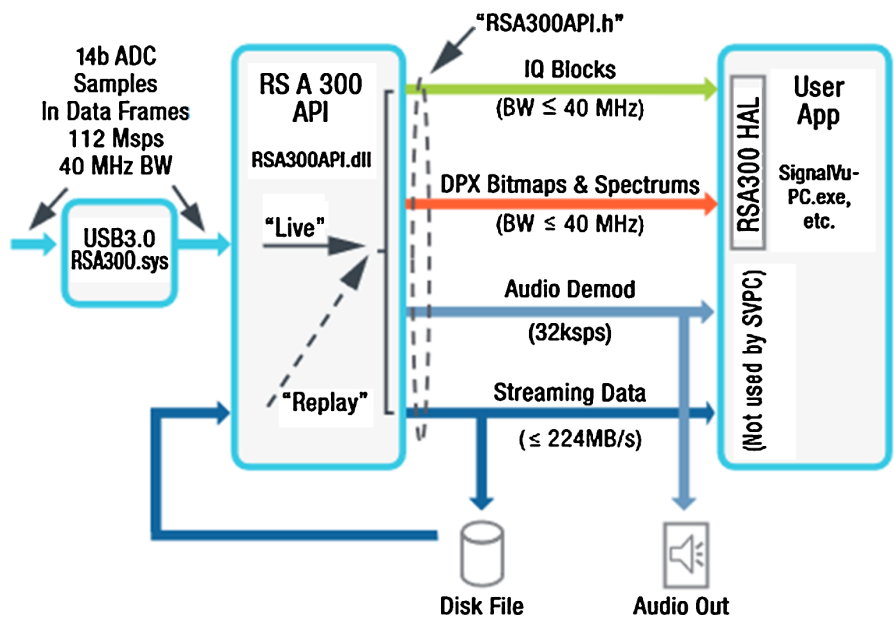 "RSA300API.h"
14b ADC
Samples
In Data Frames
112 Msps
40 MHz BW
USB3.0
RSA300.sys
RS A 300
API
RSA300API.dll
"Live"
"Replay"
IQ Blocks
(BW ≤ 40 MHz)
DPX Bitmaps & Spectrums
(BW ≤ 40 MHz)
Audio Demod
(32ksps)
Streaming Data
(≤ 224MB/s)
RSA300 HAL
User
App
SignalVu-
PC.exe,
etc.
(Not used by SVPC)
Disk File
Audio Out